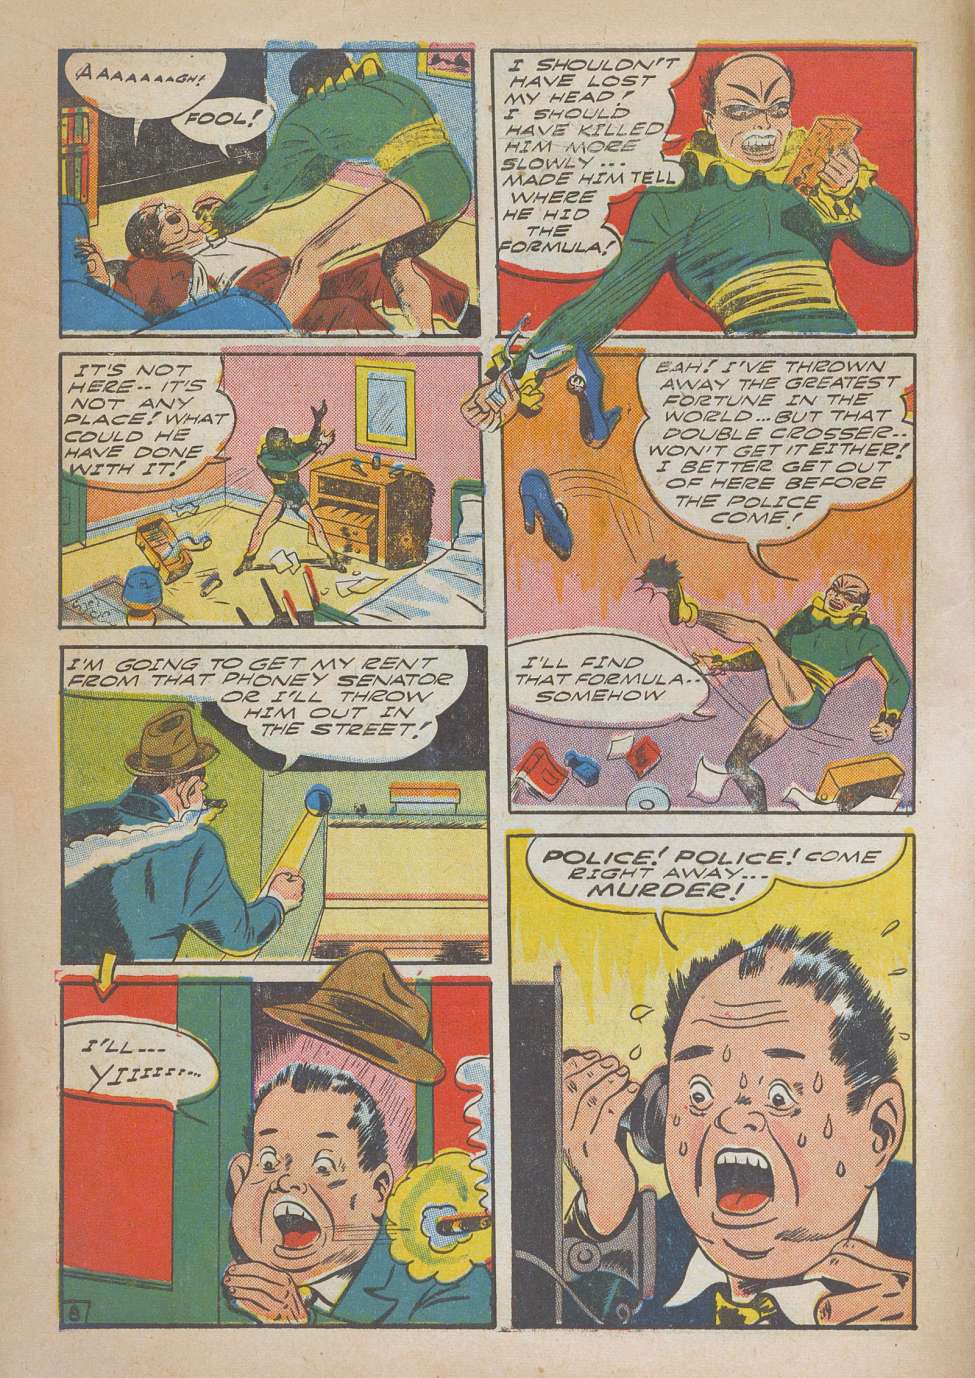 AAAAAAAGH!
FOOL!
I SHOULDN'T
HAVE LOST
MY HEAD!
I SHOULD
HAVE KILLED
HIM MORE
SLOWLY...
MADE HIM TELL
WHERE
HE HID
THE
FORMULA!
IT'S NOT
HERE-- IT'S
NOT ANY
PLACE! WHAT
COULD HE
HAVE DONE
WITH IT!
BAH! I'VE THROWN
AWAY THE GREATEST
FORTUNE IN THE
WORLD...BUT THAT
DOUBLE CROSSER--
WON'T GET IT EITHER!
I BETTER GET OUT
OF HERE BEFORE
THE POLICE
COME!
I'LL FIND
THAT FORMULA--
SOMEHOW
I'M GOING TO GET MY RENT
FROM THAT PHONEY SENATOR
OR I'LL THROW
HIM OUT IN
THE STREET!
I'LL---
YIIIIII---
8
POLICE! POLICE! COME
RIGHT AWAY...
MURDER!